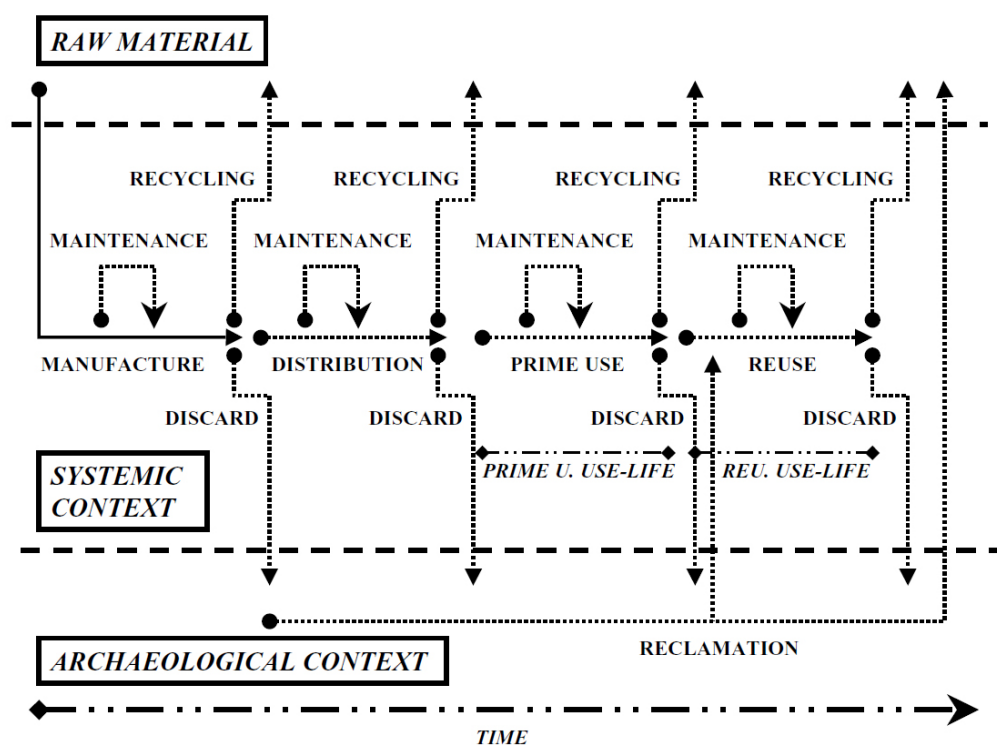 RAW MATERIAL
RECYCLING RECYCLING RECYCLING RECYCLING
MAINTENANCE MAINTENANCE MAINTENANCE MAINTENANCE
MANUFACTURE DISTRIBUTION PRIME USE REUSE
DISCARD DISCARD DISCARD DISCARD
PRIME U. USE-LIFE REU. USE-LIFE
SYSTEMIC
CONTEXT
RECLAMATION
ARCHAEOLOGICAL CONTEXT
TIME